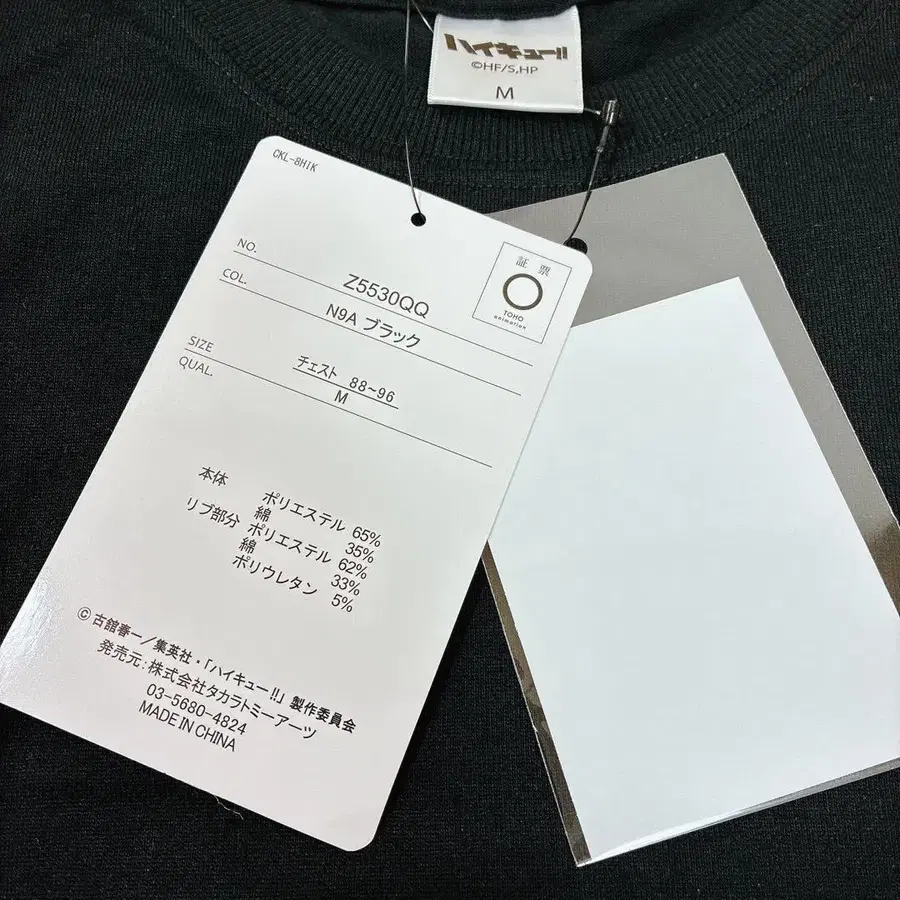 ハイキュー!!
©HF/S,HP
M
CKL-8HIK
NO. Z5530QQ
COL. N9A ブラック
SIZE チェスト 88~96
M
QUAL.
証票
TOHO
animation
本体 ポリエステル 65%
綿 35%
リブ部分 ポリエステル 62%
綿 33%
ポリウレタン 5%
© 古舘春一/集英社・「ハイキュー!!」製作委員会
発売元:株式会社タカラトミーアーツ
03-5680-4824
MADE IN CHINA